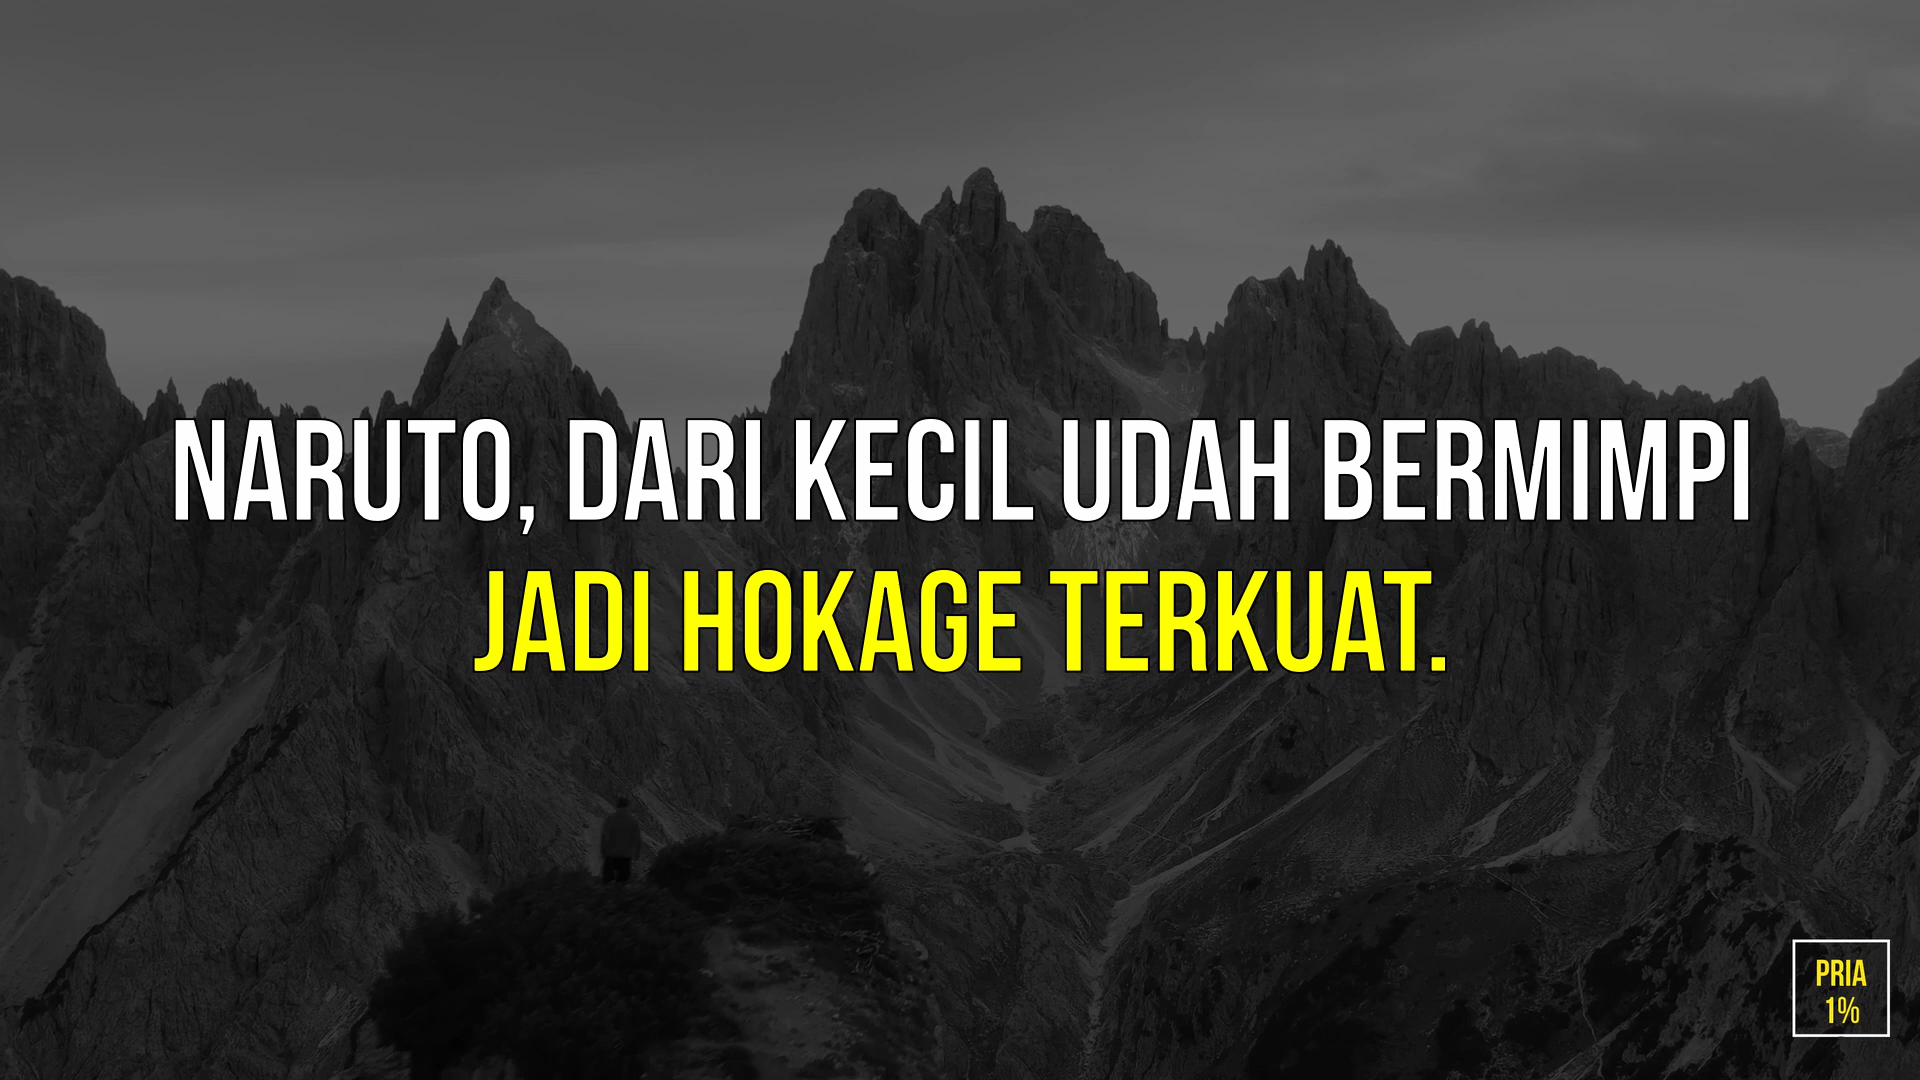 NARUTO, DARI KECIL UDAH BERMIMPI
JADI HOKAGE TERKUAT.
PRIA
1%